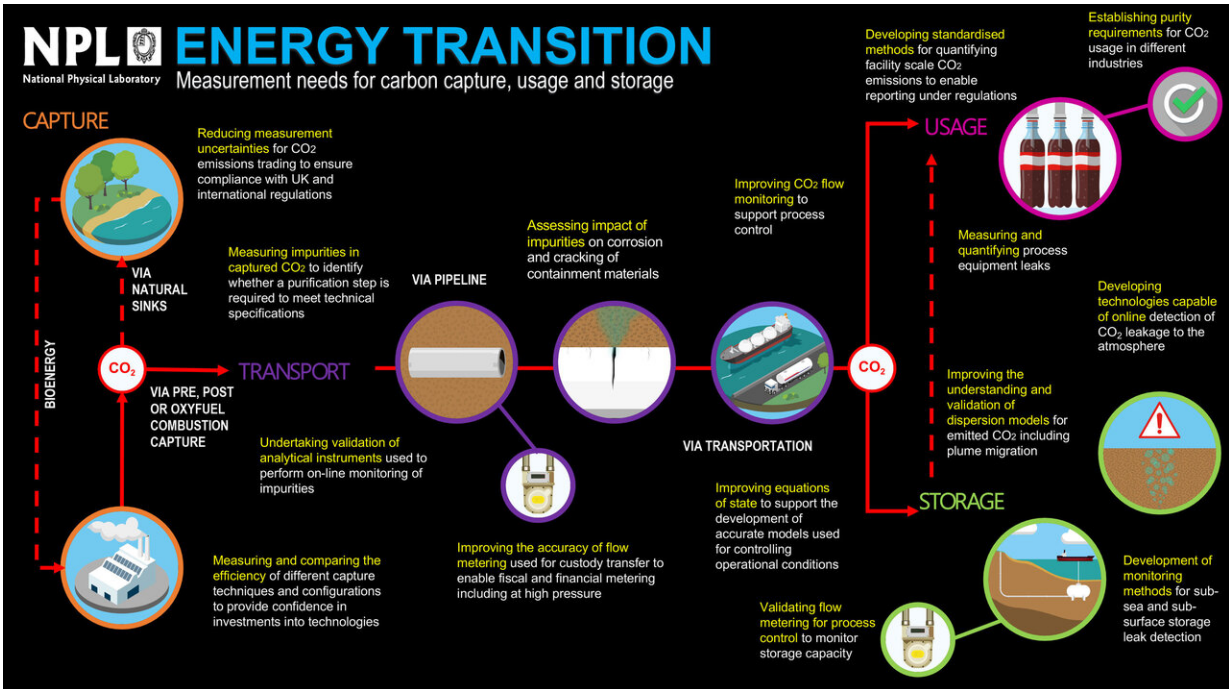 NPL
National Physical Laboratory
ENERGY TRANSITION
Measurement needs for carbon capture, usage and storage
CAPTURE
Reducing measurement
uncertainties for CO₂
emissions trading to ensure
compliance with UK and
international regulations
VIA
NATURAL
SINKS
Measuring impurities in
captured CO₂ to identify
whether a purification step is
required to meet technical
specifications
BIOENERGY
CO₂
VIA PRE, POST
OR OXYFUEL
COMBUSTION
CAPTURE
Measuring and comparing the
efficiency of different capture
techniques and configurations
to provide confidence in
investments into technologies
TRANSPORT
Undertaking validation of
analytical instruments used to
perform on-line monitoring of
impurities
VIA PIPELINE
Improving the accuracy of flow
metering used for custody transfer to
enable fiscal and financial metering
including at high pressure
Assessing impact of
impurities on corrosion
and cracking of
containment materials
Improving CO₂ flow
monitoring to
support process
control
VIA TRANSPORTATION
Improving equations
of state to support the
development of
accurate models used
for controlling
operational conditions
CO₂
Developing standardised
methods for quantifying
facility scale CO₂
emissions to enable
reporting under regulations
Establishing purity
requirements for CO₂
usage in different
industries
USAGE
Measuring and
quantifying process
equipment leaks
Developing
technologies capable
of online detection of
CO₂ leakage to the
atmosphere
Improving the
understanding and
validation of
dispersion models for
emitted CO₂ including
plume migration
STORAGE
Validating flow
metering for process
control to monitor
storage capacity
Development of
monitoring
methods for sub-
sea and sub-
surface storage
leak detection